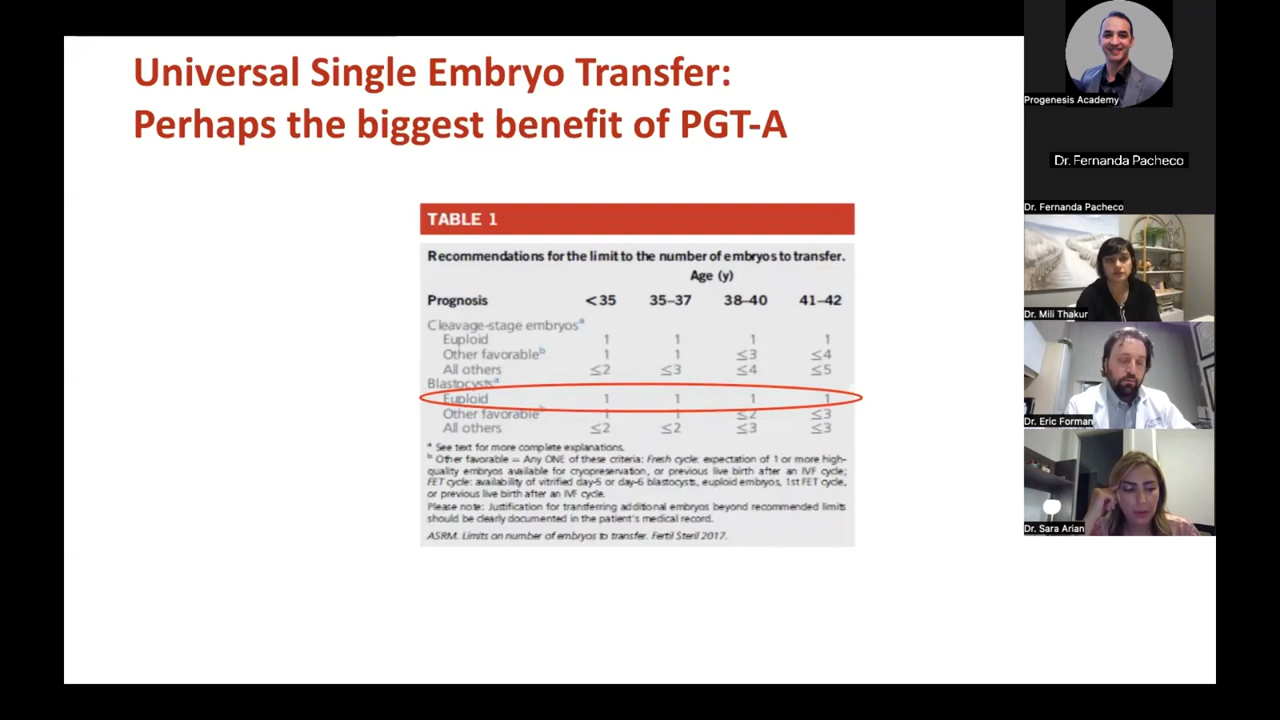 Universal Single Embryo Transfer:
Perhaps the biggest benefit of PGT-A
TABLE 1
Recommendations for the limit to the number of embryos to transfer.
Age (y)
Prognosis <35 35–37 38–40 41–42
Cleavage-stage embryosa
Euploid 1 1 1 1
Other favorableb 1 1 ≤3 ≤4
All others ≤2 ≤3 ≤4 ≤5
Blastocystsa
Euploid 1 1 1 1
Other favorableb 1 1 ≤2 ≤3
All others ≤2 ≤2 ≤3 ≤3
a See text for more complete explanations.
b Other favorable = Any ONE of these criteria: Fresh cycle: expectation of 1 or more high-
quality embryos available for cryopreservation, or previous live birth after an IVF cycle;
FET cycle: availability of vitrified day-5 or day-6 blastocysts, euploid embryos, 1st FET cycle,
or previous live birth after an IVF cycle.
Please note: Justification for transferring additional embryos beyond recommended limits
should be clearly documented in the patient's medical record.
ASRM. Limits on number of embryos to transfer. Fertil Steril 2017.
Progenesis Academy
Dr. Fernanda Pacheco
Dr. Fernanda Pacheco
Dr. Mili Thakur
Dr. Eric Forman
Dr. Sara Arian